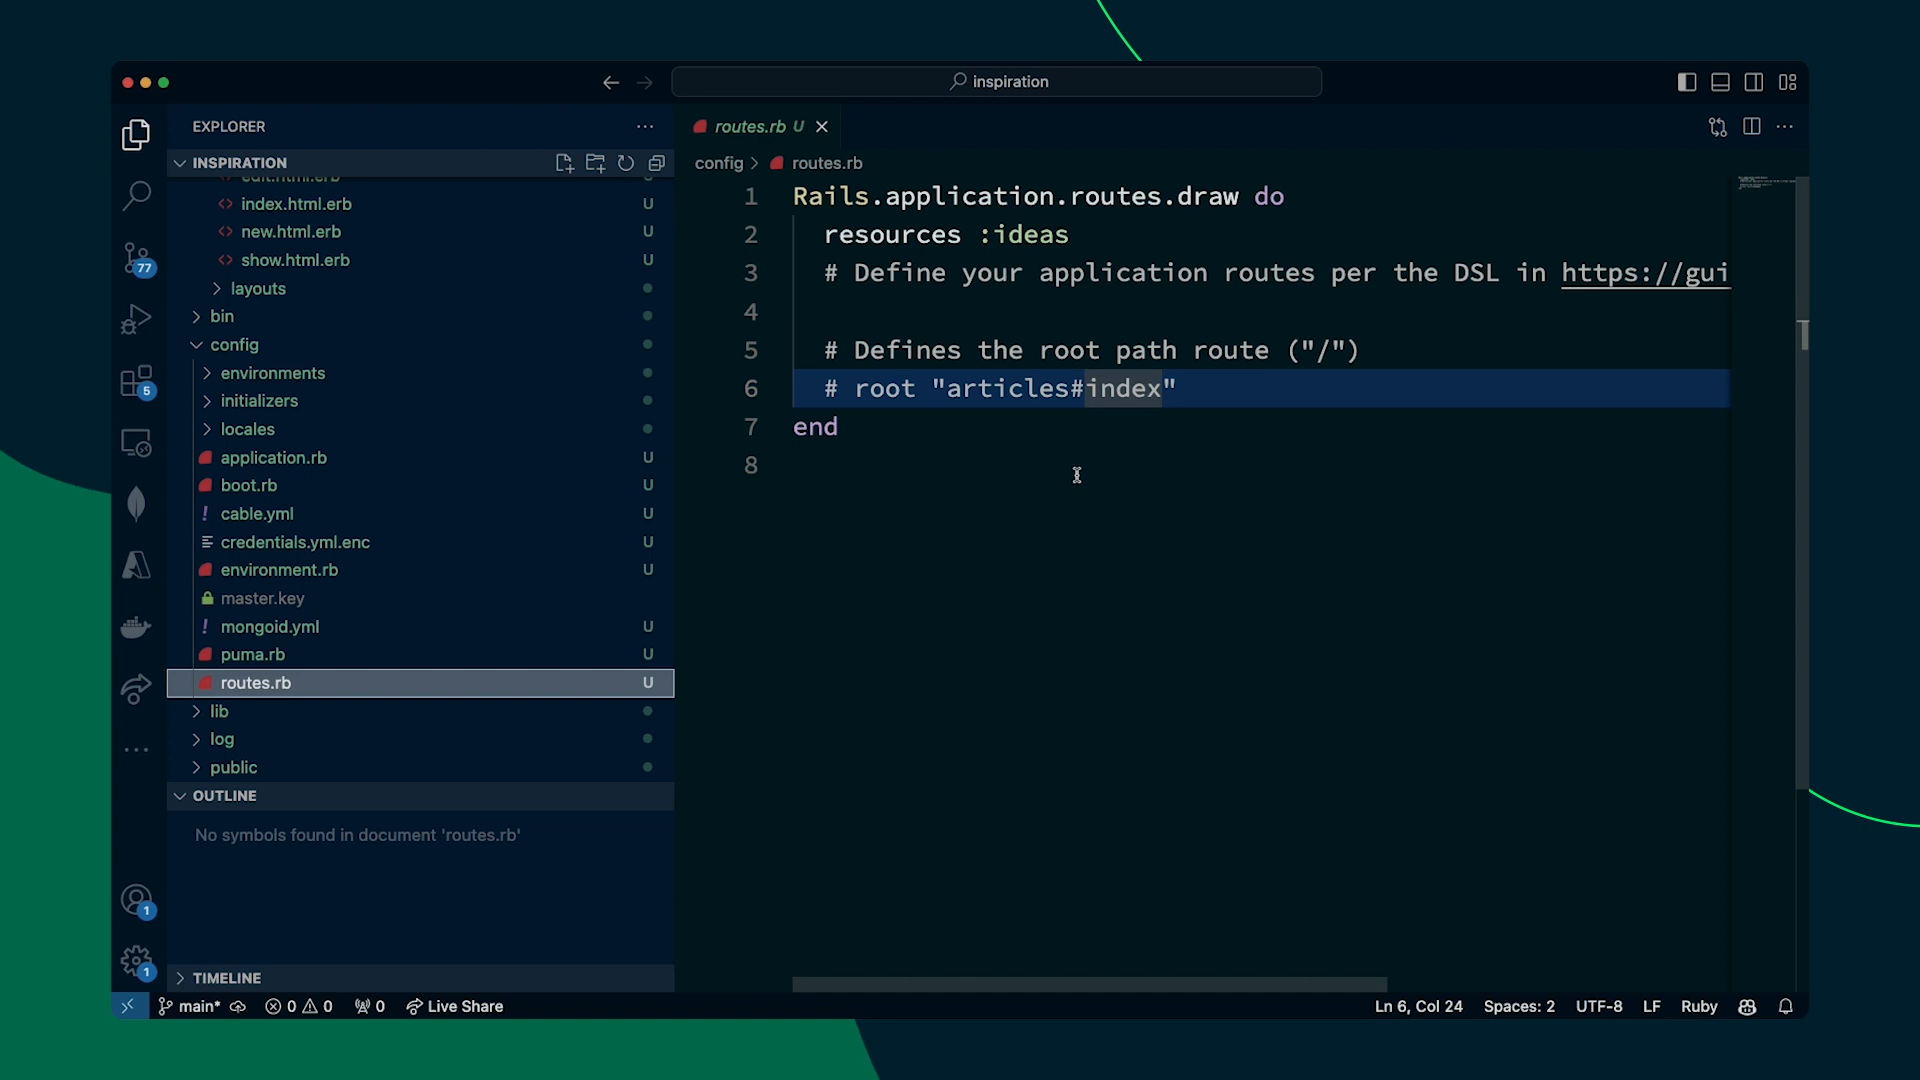 inspiration
EXPLORER
INSPIRATION
edit.html.erb
index.html.erb U
new.html.erb U
show.html.erb U
layouts
bin
config
environments
initializers
locales
application.rb U
boot.rb U
cable.yml U
credentials.yml.enc U
environment.rb U
master.key
mongoid.yml U
puma.rb U
routes.rb U
lib
log
public
OUTLINE
No symbols found in document 'routes.rb'
TIMELINE
77
5
1
1
routes.rb U
config > routes.rb
1 Rails.application.routes.draw do
2 resources :ideas
3 # Define your application routes per the DSL in https://gui
4
5 # Defines the root path route ("/")
6 # root "articles#index"
7 end
8
main* 0 0 0 Live Share
Ln 6, Col 24 Spaces: 2 UTF-8 LF Ruby